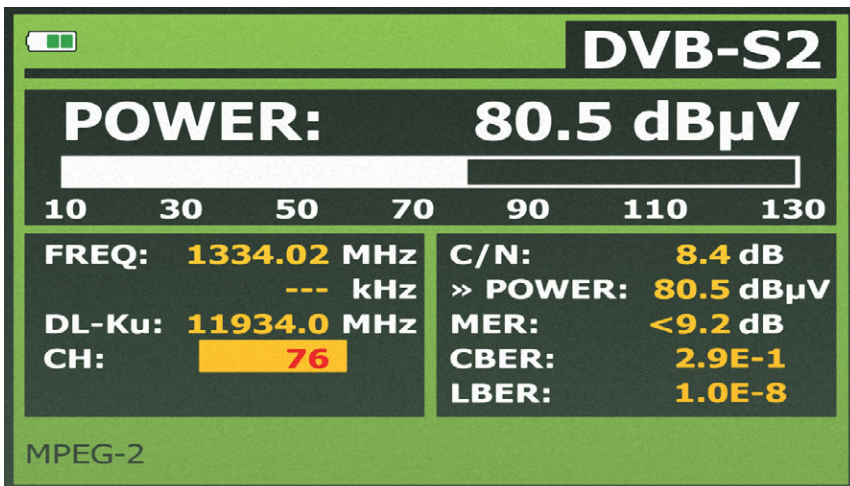 DVB-S2
POWER: 80.5 dBµV
10 30 50 70 90 110 130
FREQ: 1334.02 MHz
--- kHz
DL-Ku: 11934.0 MHz
CH: 76
C/N: 8.4 dB
» POWER: 80.5 dBµV
MER: <9.2 dB
CBER: 2.9E-1
LBER: 1.0E-8
MPEG-2